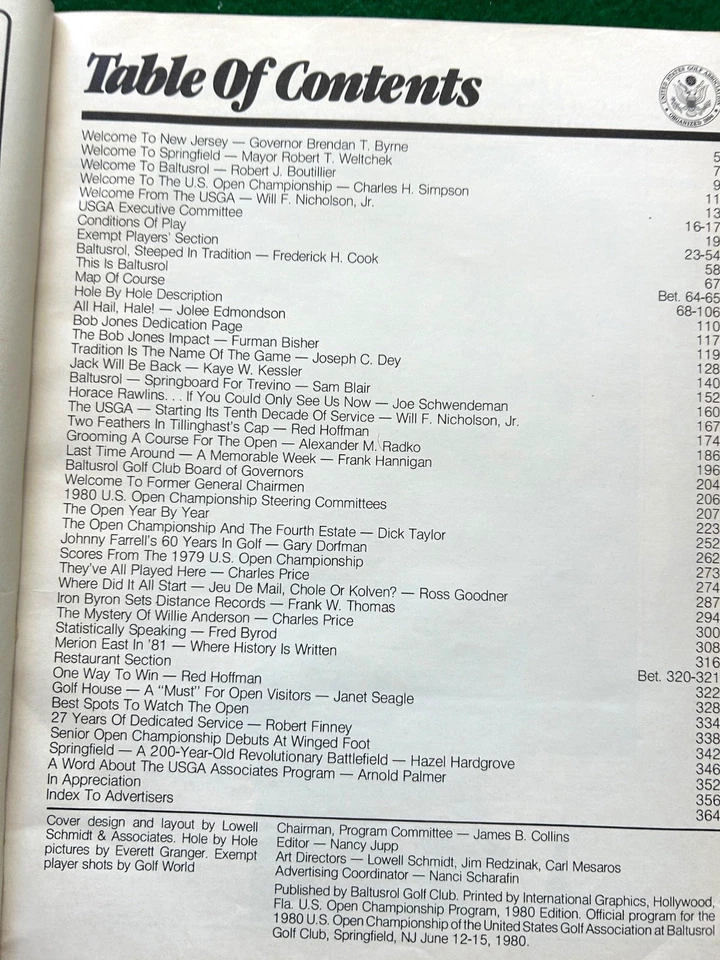 Table Of Contents
UNITED STATES GOLF
ORGANIZED
Welcome To New Jersey — Governor Brendan T. Byrne 5
Welcome To Springfield — Mayor Robert T. Weltchek 7
Welcome To Baltusrol — Robert J. Boutillier 9
Welcome To The U.S. Open Championship — Charles H. Simpson 11
Welcome From The USGA — Will F. Nicholson, Jr. 13
USGA Executive Committee 16-17
Conditions Of Play 19
Exempt Players' Section 23-54
Baltusrol, Steeped In Tradition — Frederick H. Cook 58
This Is Baltusrol 67
Map Of Course Bet. 64-65
Hole By Hole Description 68-106
All Hail, Hale! — Jolee Edmondson 110
Bob Jones Dedication Page 117
The Bob Jones Impact — Furman Bisher 119
Tradition Is The Name Of The Game — Joseph C. Dey 128
Jack Will Be Back — Kaye W. Kessler 140
Baltusrol — Springboard For Trevino — Sam Blair 152
Horace Rawlins. . . If You Could Only See Us Now — Joe Schwendeman 160
The USGA — Starting Its Tenth Decade Of Service — Will F. Nicholson, Jr. 167
Two Feathers In Tillinghast's Cap — Red Hoffman 174
Grooming A Course For The Open — Alexander M. Radko 186
Last Time Around — A Memorable Week — Frank Hannigan 196
Baltusrol Golf Club Board of Governors 204
Welcome To Former General Chairmen 206
1980 U.S. Open Championship Steering Committees 207
The Open Year By Year 223
The Open Championship And The Fourth Estate — Dick Taylor 252
Johnny Farrell's 60 Years In Golf — Gary Dorfman 262
Scores From The 1979 U.S. Open Championship 273
They've All Played Here — Charles Price 274
Where Did It All Start — Jeu De Mail, Chole Or Kolven? — Ross Goodner 287
Iron Byron Sets Distance Records — Frank W. Thomas 294
The Mystery Of Willie Anderson — Charles Price 300
Statistically Speaking — Fred Byrod 308
Merion East In '81 — Where History Is Written 316
Restaurant Section Bet. 320-321
One Way To Win — Red Hoffman 322
Golf House — A "Must" For Open Visitors — Janet Seagle 328
Best Spots To Watch The Open 334
27 Years Of Dedicated Service — Robert Finney 338
Senior Open Championship Debuts At Winged Foot 342
Springfield — A 200-Year-Old Revolutionary Battlefield — Hazel Hardgrove 346
A Word About The USGA Associates Program — Arnold Palmer 352
In Appreciation 356
Index To Advertisers 364
Cover design and layout by Lowell
Schmidt & Associates. Hole by Hole
pictures by Everett Granger. Exempt
player shots by Golf World
Chairman, Program Committee — James B. Collins
Editor — Nancy Jupp
Art Directors — Lowell Schmidt, Jim Redzinak, Carl Mesaros
Advertising Coordinator — Nanci Scharafin
Published by Baltusrol Golf Club. Printed by International Graphics, Hollywood,
Fla. U.S. Open Championship Program, 1980 Edition. Official program for the
1980 U.S. Open Championship of the United States Golf Association at Baltusrol
Golf Club, Springfield, NJ June 12-15, 1980.